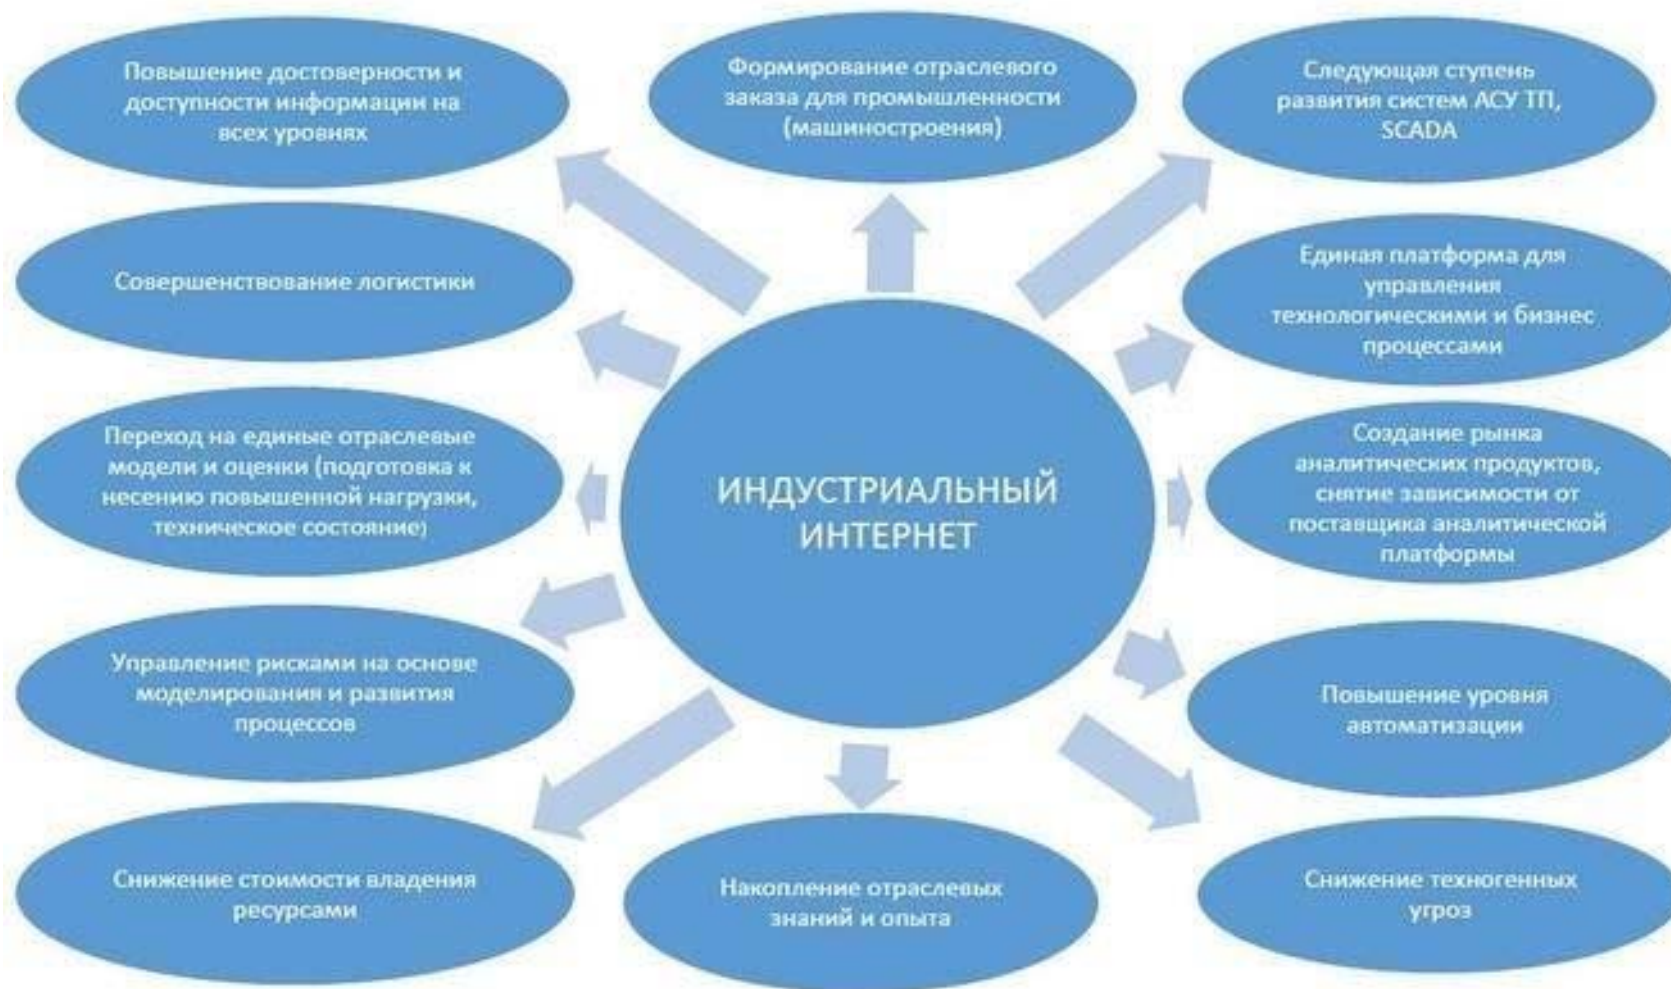 Повышение достоверности и
доступности информации на
всех уровнях
Формирование отраслевого
заказа для промышленности
(машиностроения)
Следующая ступень
развития систем АСУ ТП,
SCADA
Совершенствование логистики
Единая платформа для
управления
технологическими и бизнес
процессами
Переход на единые отраслевые
модели и оценки (подготовка к
несению повышенной нагрузки,
техническое состояние)
ИНДУСТРИАЛЬНЫЙ
ИНТЕРНЕТ
Создание рынка
аналитических продуктов,
снятие зависимости от
поставщика аналитической
платформы
Управление рисками на основе
моделирования и развития
процессов
Повышение уровня
автоматизации
Снижение стоимости владения
ресурсами
Накопление отраслевых
знаний и опыта
Снижение техногенных
угроз